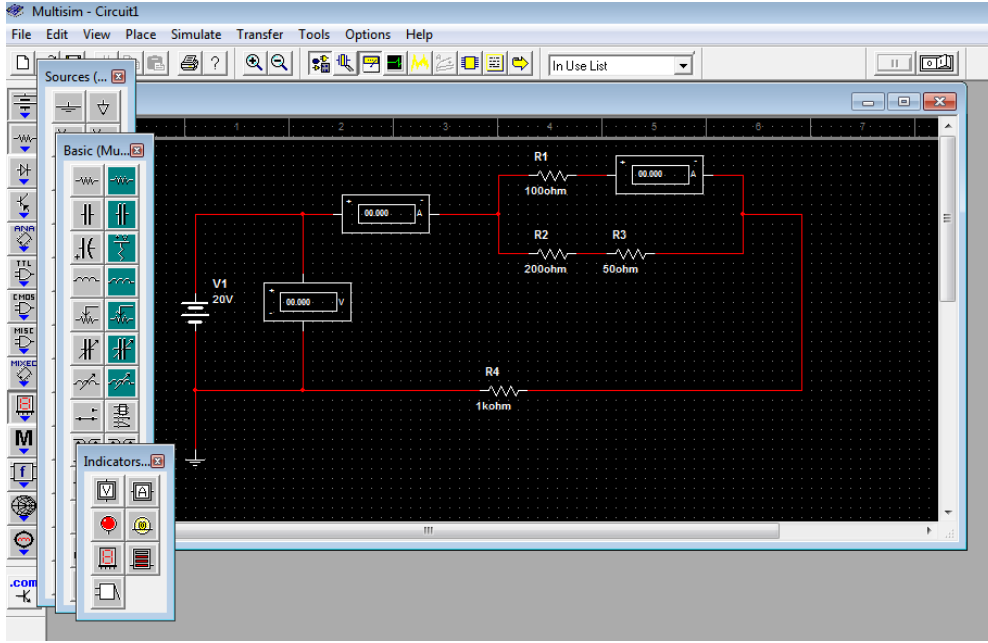 Multisim - Circuit1
File Edit View Place Simulate Transfer Tools Options Help
In Use List
Sources (...
Basic (Mu...
Indicators...
ANA
TTL
CMOS
MISC
MIXED
M
f
.com
1 2 3 4 5 6 7
R1
100ohm
+ 00.000 - A
+ 00.000 - A
R2
200ohm
R3
50ohm
V1
20V
+ 00.000 - V
R4
1kohm
V A